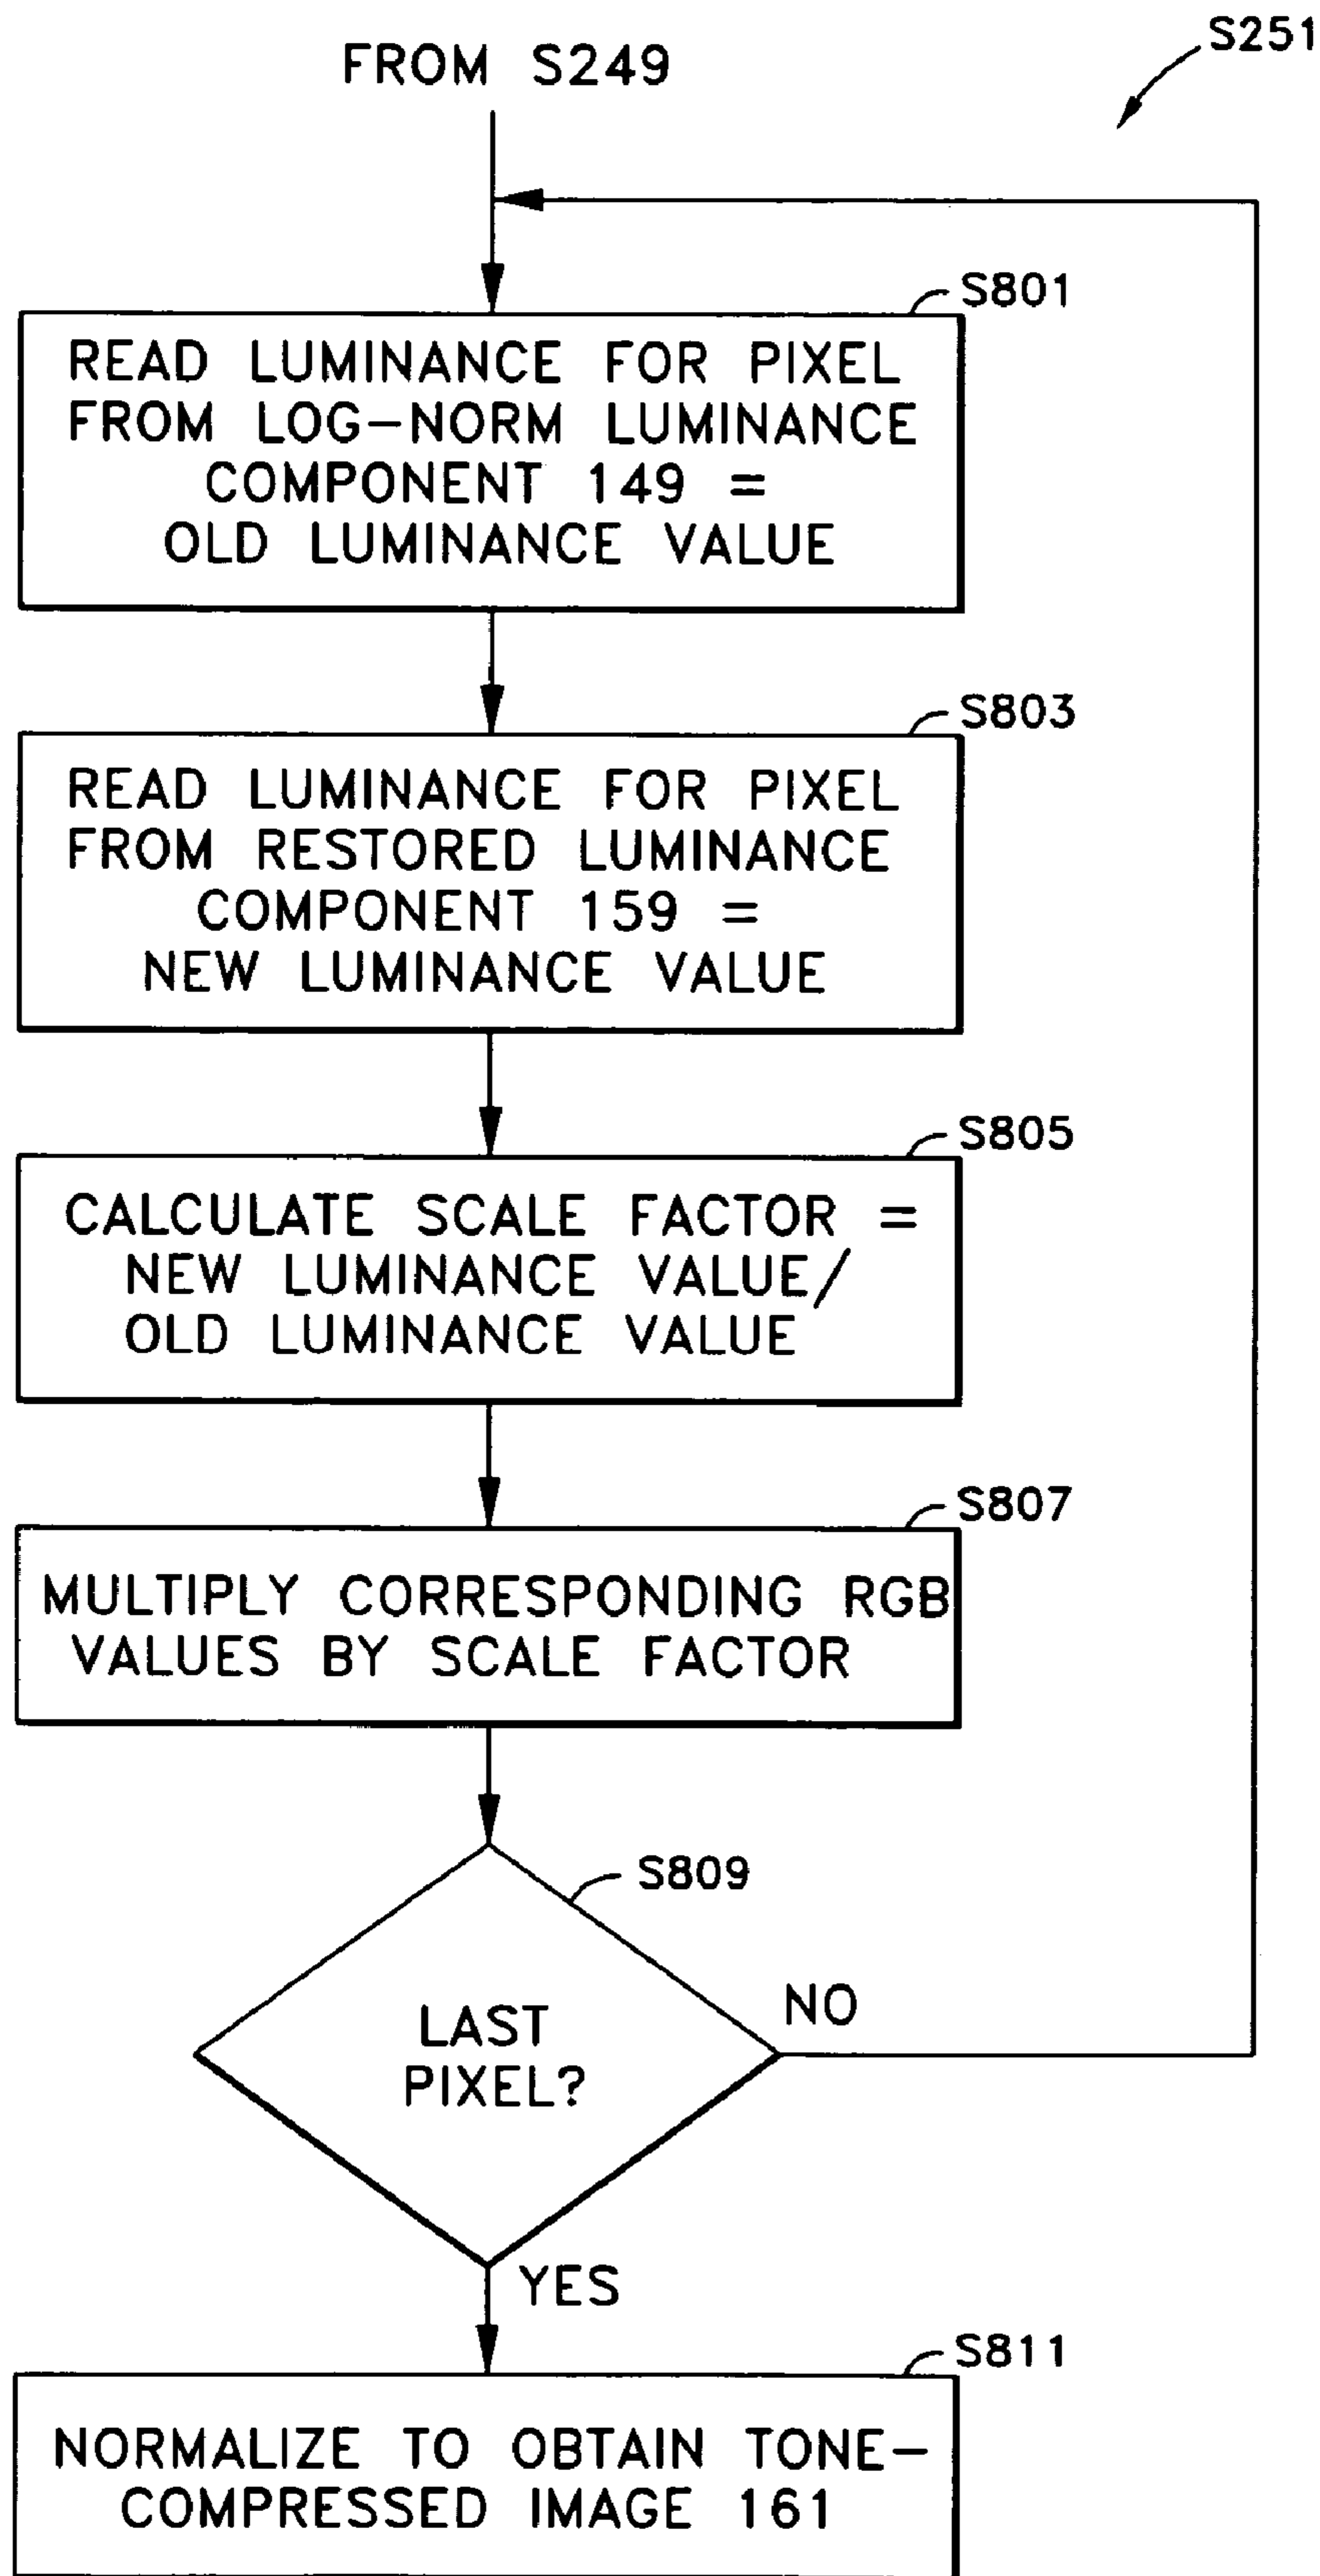 S251
FROM S249
S801
READ LUMINANCE FOR PIXEL
FROM LOG-NORM LUMINANCE
COMPONENT 149 =
OLD LUMINANCE VALUE
S803
READ LUMINANCE FOR PIXEL
FROM RESTORED LUMINANCE
COMPONENT 159 =
NEW LUMINANCE VALUE
S805
CALCULATE SCALE FACTOR =
NEW LUMINANCE VALUE/
OLD LUMINANCE VALUE
S807
MULTIPLY CORRESPONDING RGB
VALUES BY SCALE FACTOR
S809
LAST
PIXEL?
NO
YES
S811
NORMALIZE TO OBTAIN TONE-
COMPRESSED IMAGE 161